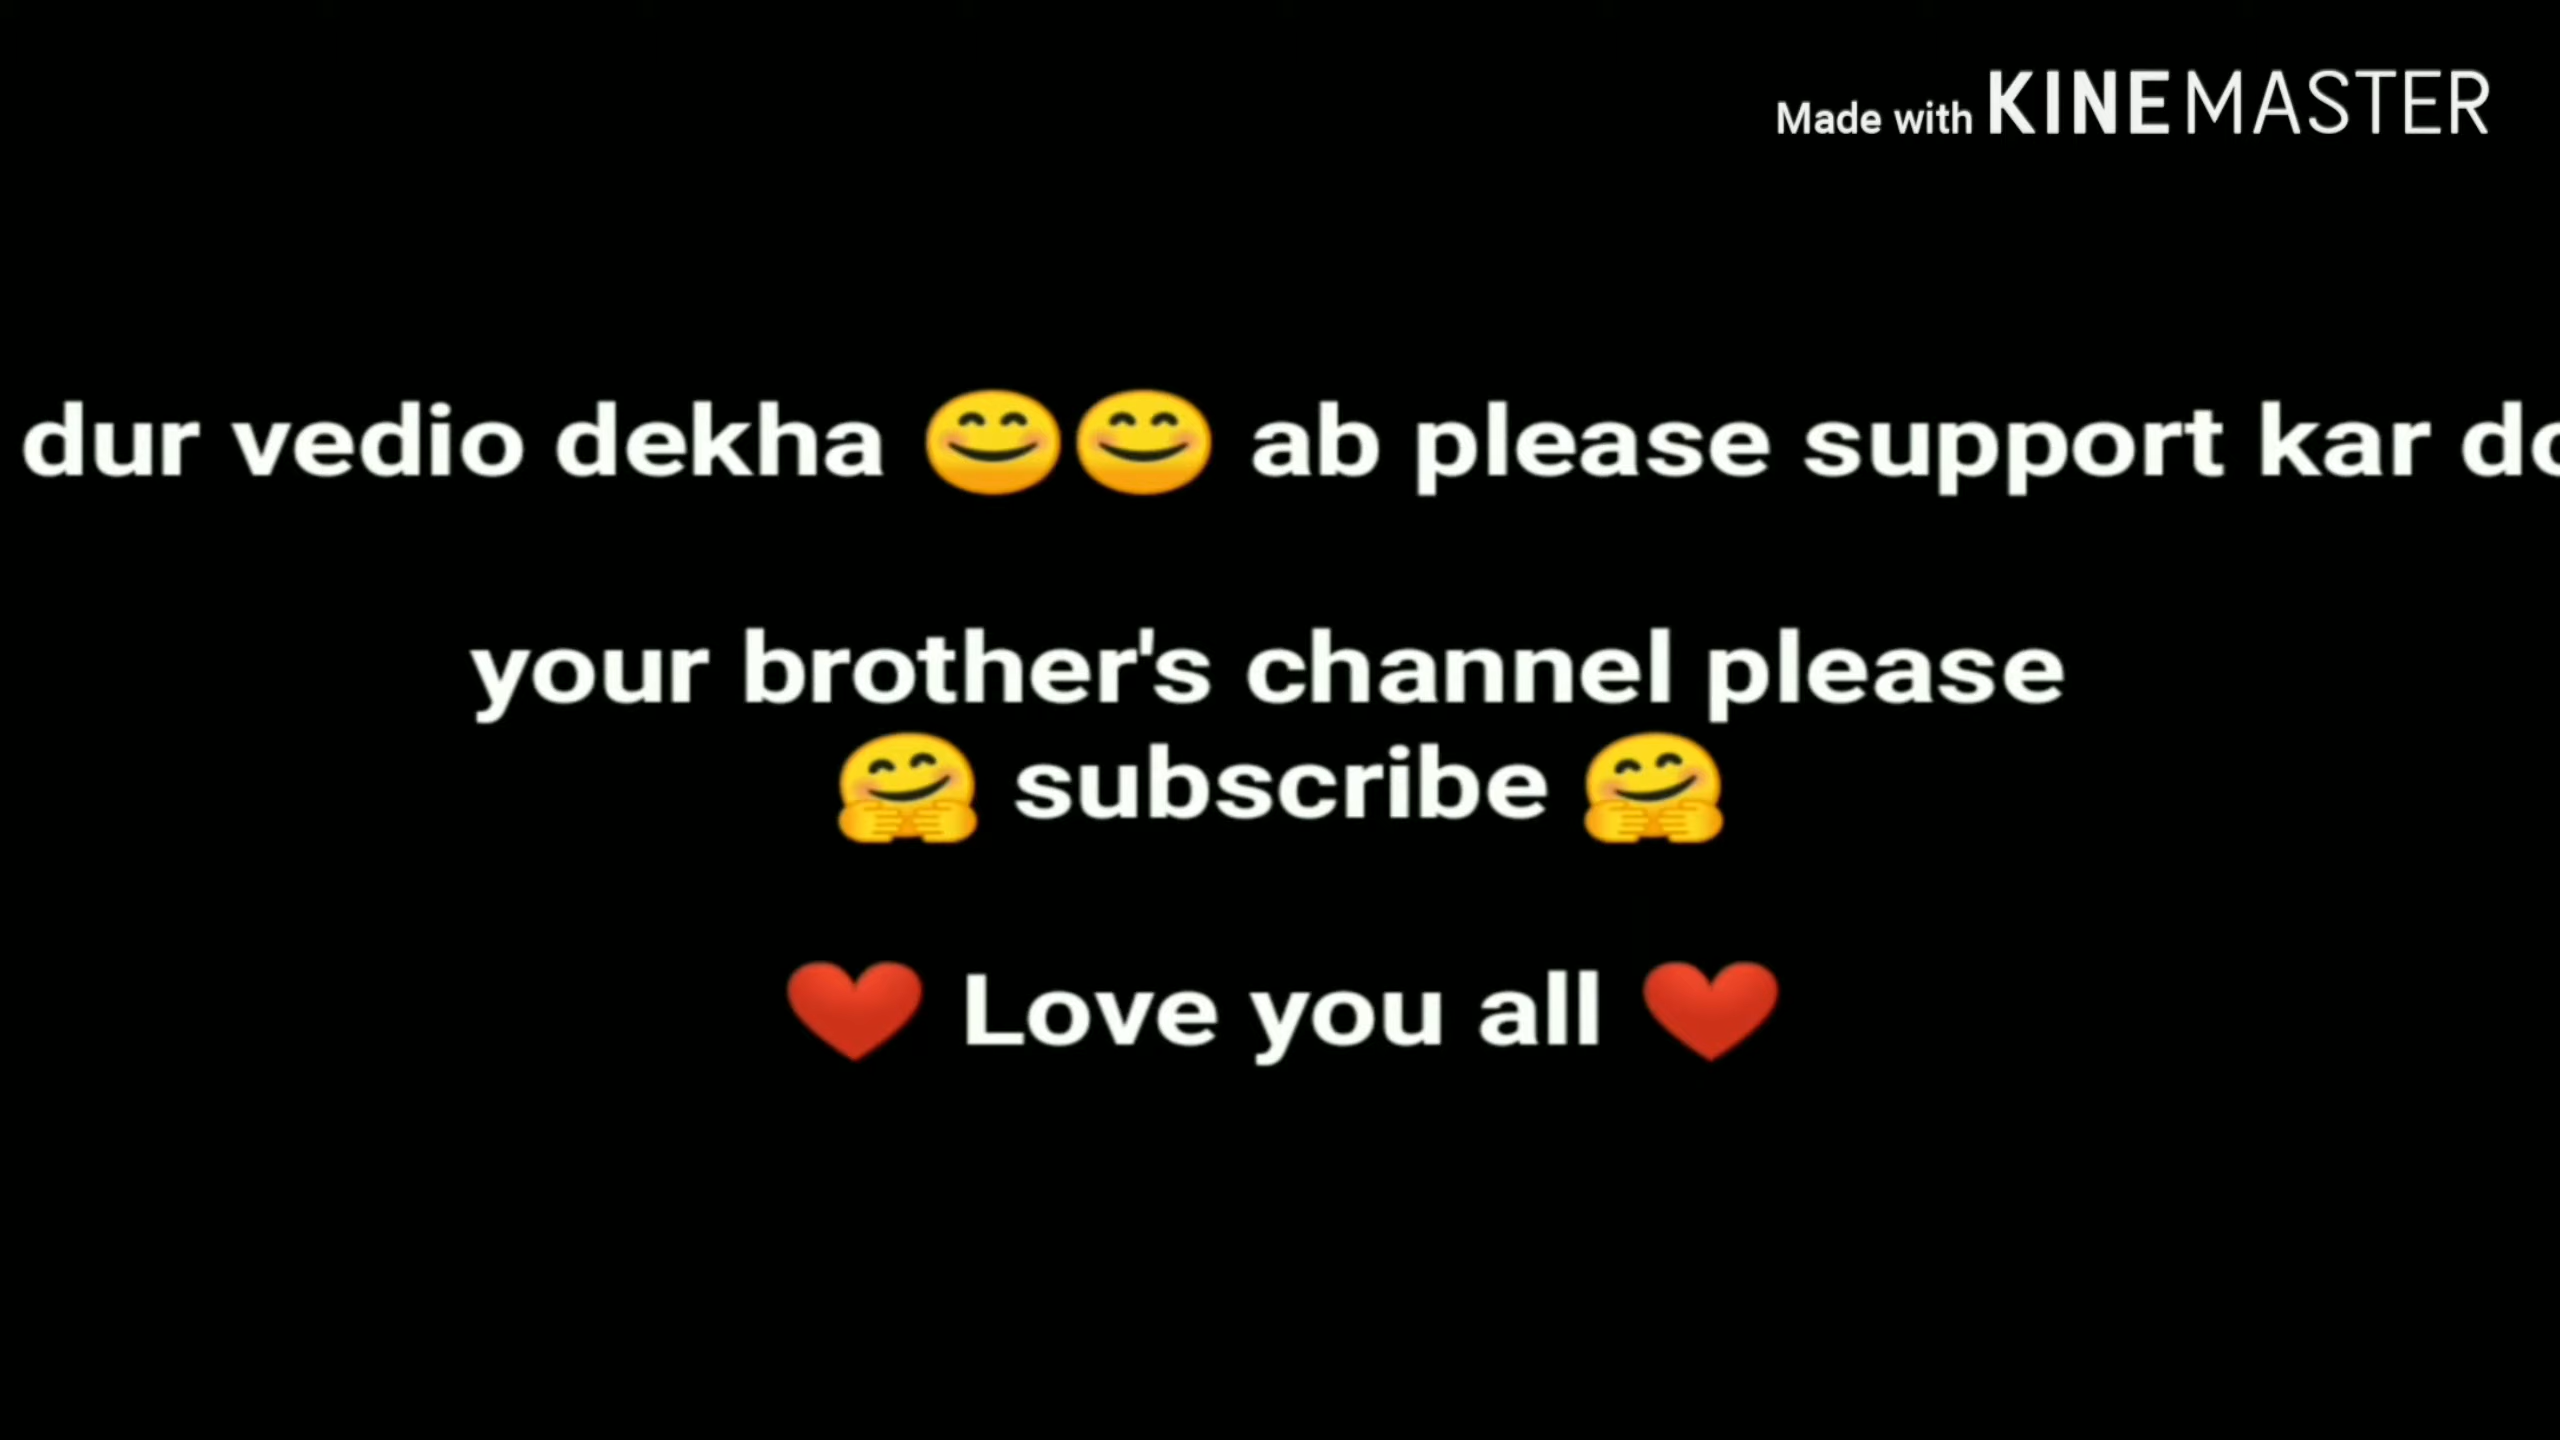 Made with KINEMASTER
dur vedio dekha 😊😊 ab please support kar do
your brother's channel please
🤗 subscribe 🤗
❤️ Love you all ❤️